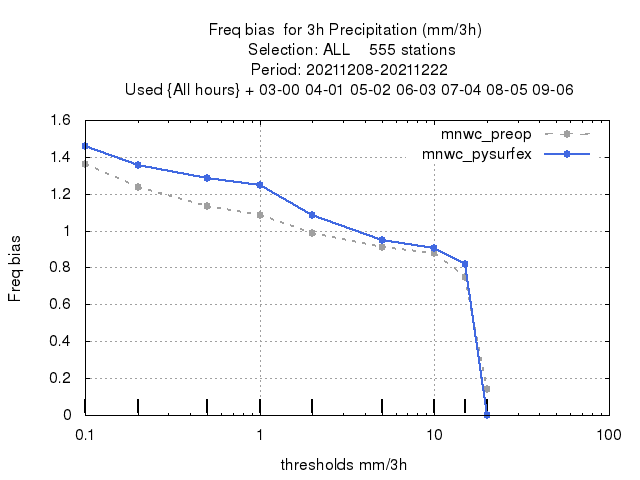 Freq bias  for 3h Precipitation (mm/3h)
Selection: ALL    555 stations
Period: 20211208-20211222
Used {All hours} + 03-00 04-01 05-02 06-03 07-04 08-05 09-06
1.6
1.4
1.2
1
0.8
0.6
0.4
0.2
0
Freq bias
mnwc_preop
mnwc_pysurfex
0.1 1 10 100
thresholds mm/3h